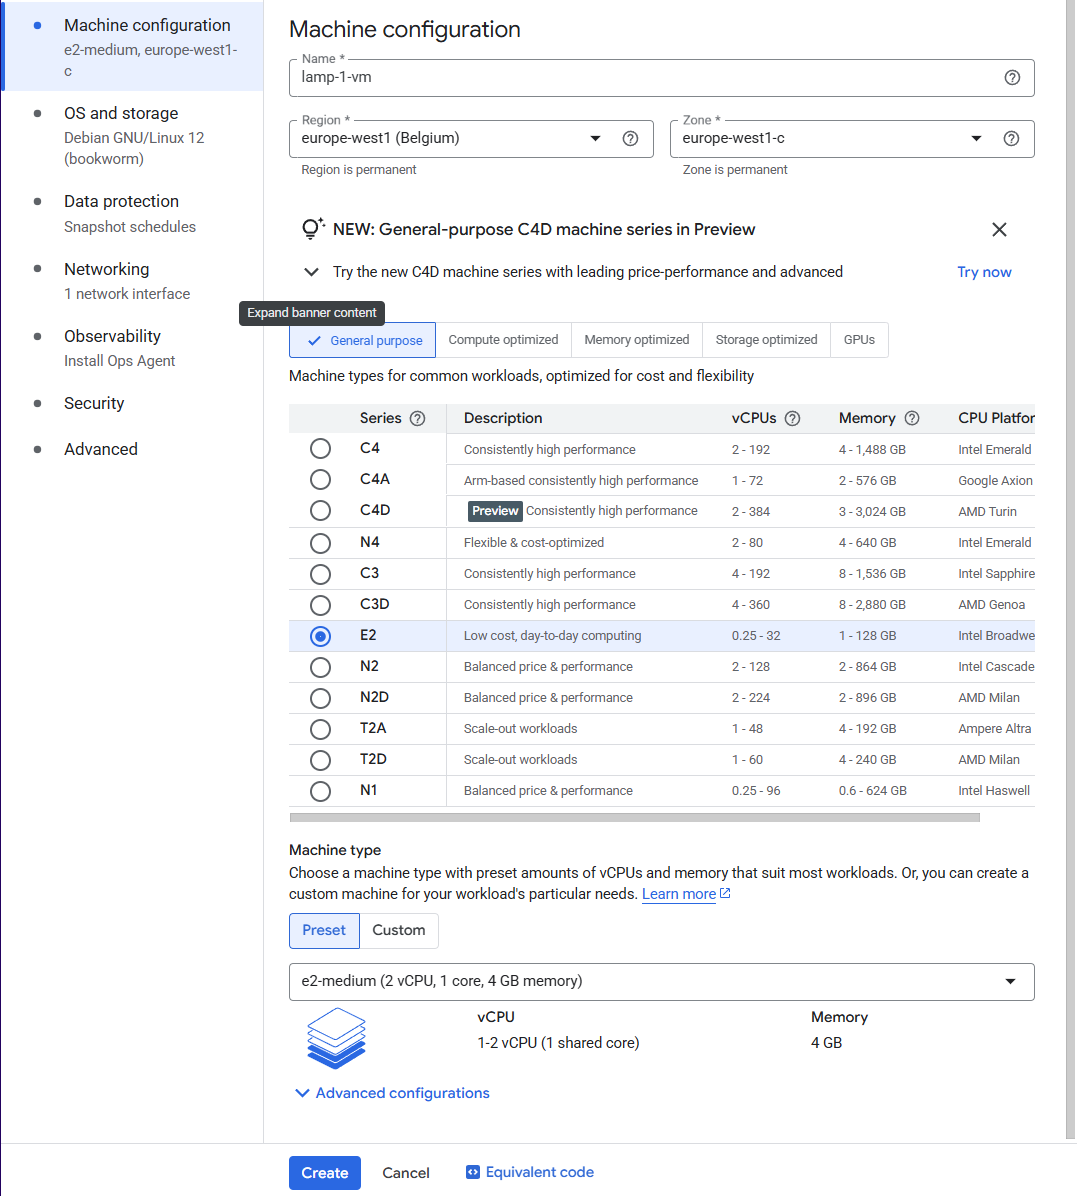 Machine configuration
e2-medium, europe-west1-
c
OS and storage
Debian GNU/Linux 12
(bookworm)
Data protection
Snapshot schedules
Networking
1 network interface
Observability
Install Ops Agent
Security
Advanced
Machine configuration
Name *
lamp-1-vm
Region *
europe-west1 (Belgium)
Region is permanent
Zone *
europe-west1-c
Zone is permanent
NEW: General-purpose C4D machine series in Preview
Try the new C4D machine series with leading price-performance and advanced Try now
Expand banner content
General purpose Compute optimized Memory optimized Storage optimized GPUs
Machine types for common workloads, optimized for cost and flexibility
Series Description vCPUs Memory CPU Platfor
C4 Consistently high performance 2 - 192 4 - 1,488 GB Intel Emerald
C4A Arm-based consistently high performance 1 - 72 2 - 576 GB Google Axion
C4D Preview Consistently high performance 2 - 384 3 - 3,024 GB AMD Turin
N4 Flexible & cost-optimized 2 - 80 4 - 640 GB Intel Emerald
C3 Consistently high performance 4 - 192 8 - 1,536 GB Intel Sapphire
C3D Consistently high performance 4 - 360 8 - 2,880 GB AMD Genoa
E2 Low cost, day-to-day computing 0.25 - 32 1 - 128 GB Intel Broadwe
N2 Balanced price & performance 2 - 128 2 - 864 GB Intel Cascade
N2D Balanced price & performance 2 - 224 2 - 896 GB AMD Milan
T2A Scale-out workloads 1 - 48 4 - 192 GB Ampere Altra
T2D Scale-out workloads 1 - 60 4 - 240 GB AMD Milan
N1 Balanced price & performance 0.25 - 96 0.6 - 624 GB Intel Haswell
Machine type
Choose a machine type with preset amounts of vCPUs and memory that suit most workloads. Or, you can create a
custom machine for your workload's particular needs. Learn more
Preset Custom
e2-medium (2 vCPU, 1 core, 4 GB memory)
vCPU Memory
1-2 vCPU (1 shared core) 4 GB
Advanced configurations
Create Cancel Equivalent code